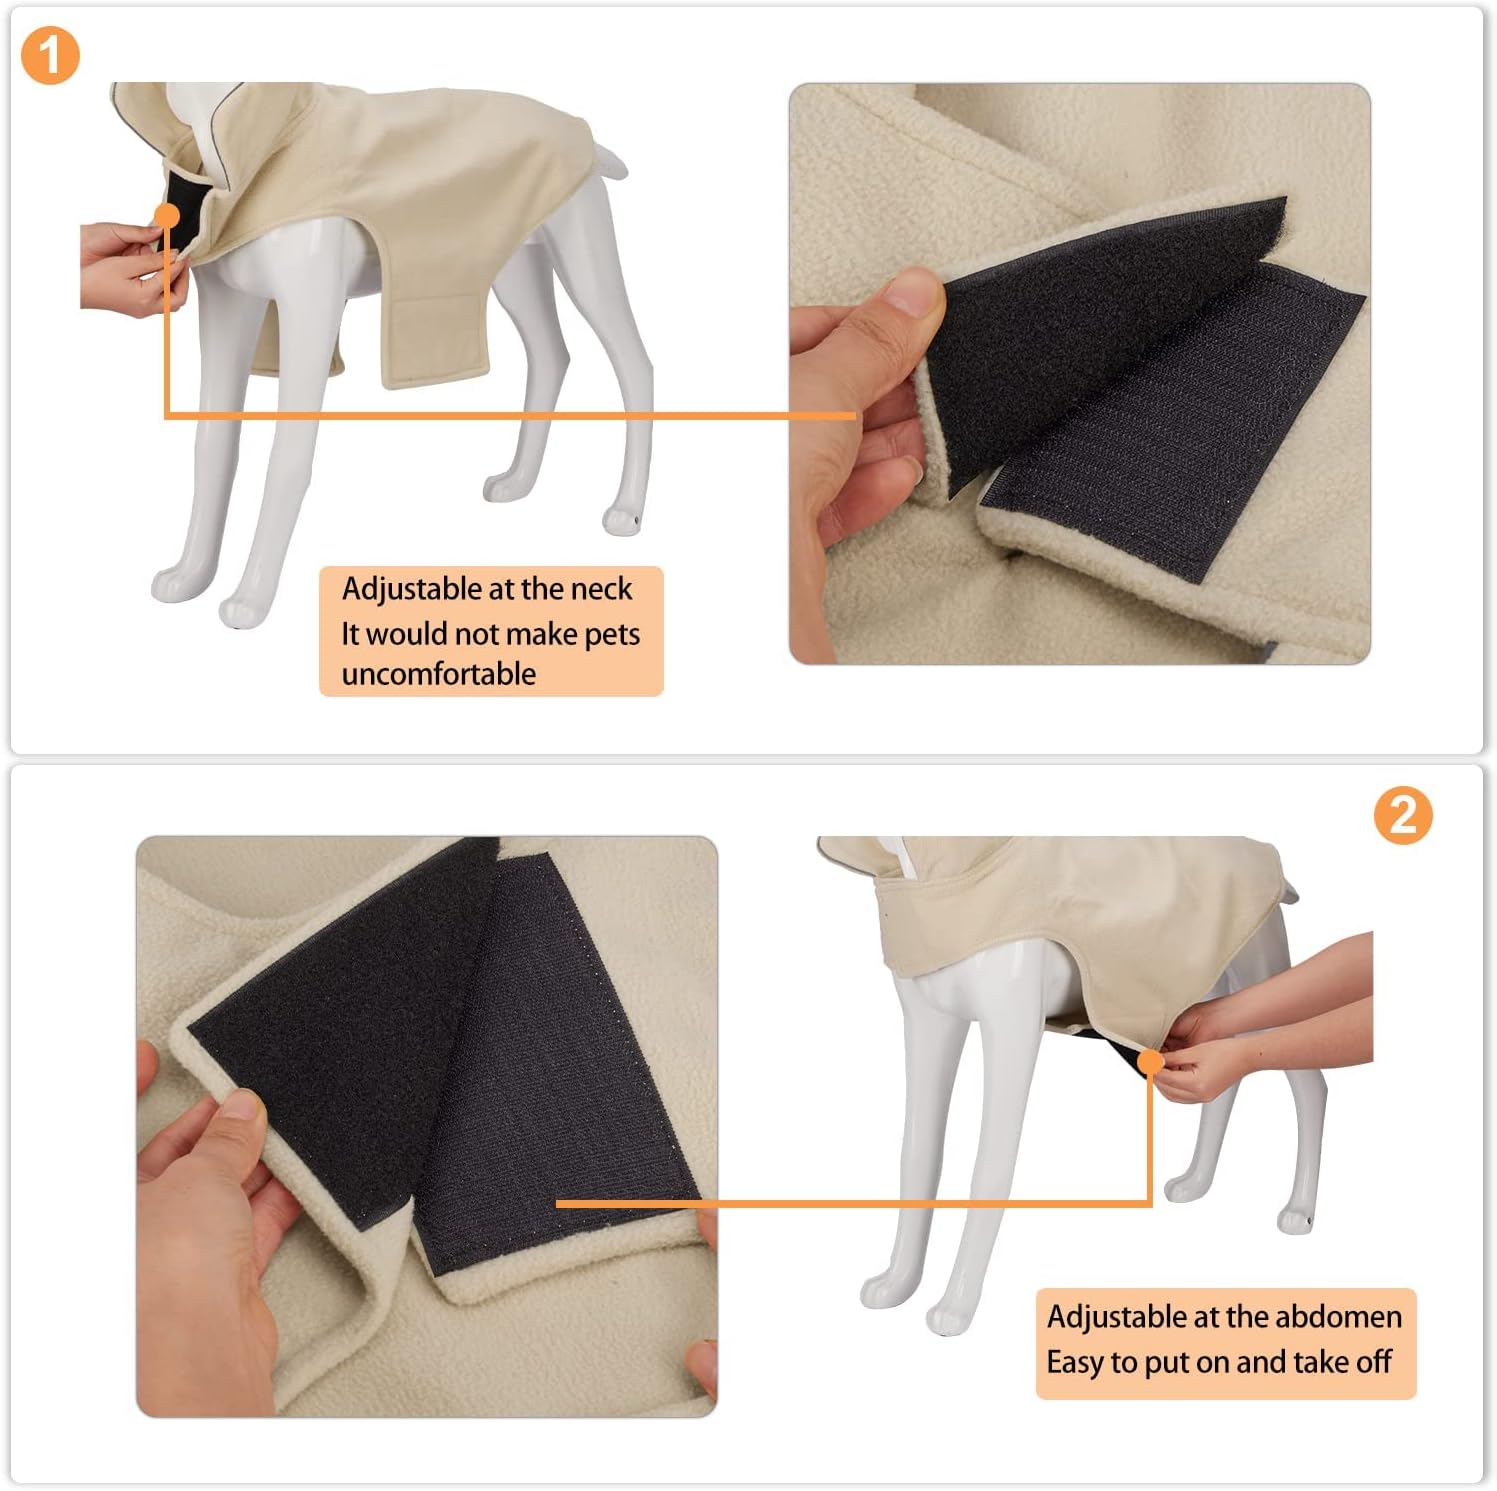 1
Adjustable at the neck
It would not make pets
uncomfortable
2
Adjustable at the abdomen
Easy to put on and take off